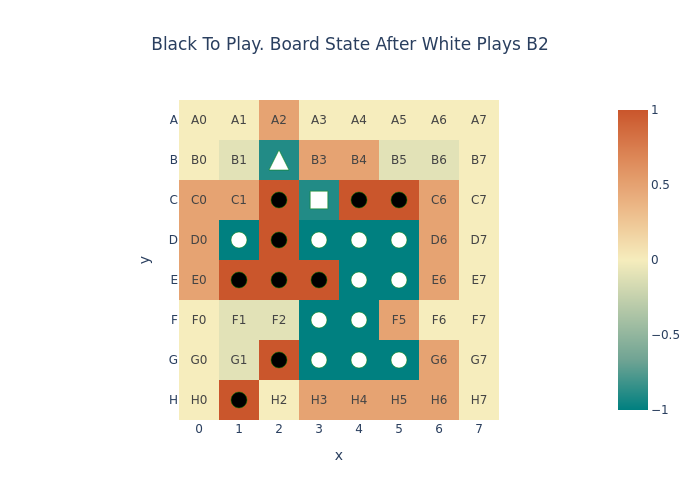 Black To Play. Board State After White Plays B2
A A0 A1 A2 A3 A4 A5 A6 A7 1
B B0 B1 B3 B4 B5 B6 B7
C C0 C1 C6 C7 0.5
D D0 D6 D7
y 0
E E0 E6 E7
F F0 F1 F2 F5 F6 F7 −0.5
G G0 G1 G6 G7
H H0 H2 H3 H4 H5 H6 H7 −1
0 1 2 3 4 5 6 7
x